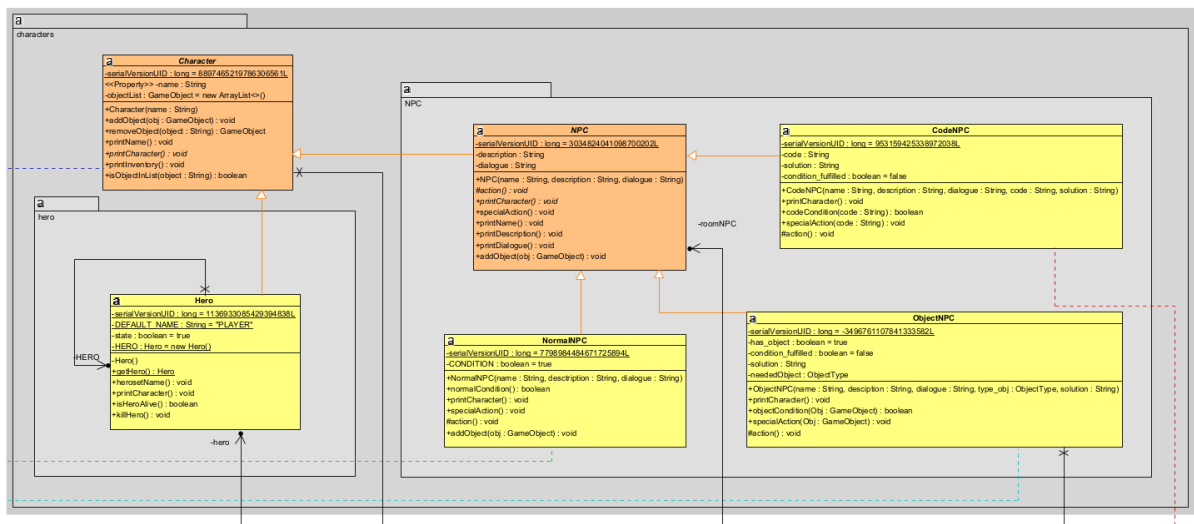 a
characters
a
Character
-serialVersionUID : long = 8897465219786306561L
<<Property>> -name : String
-objectList : GameObject = new ArrayList<>()
+Character(name : String)
+addObject(obj : GameObject) : void
+removeObject(object : String) : GameObject
+printName() : void
+printCharacter() : void
+printInventory() : void
+isObjectInList(object : String) : boolean
a
hero
a
Hero
-serialVersionUID : long = 1136933085429394838L
-DEFAULT_NAME : String = "PLAYER"
-state : boolean = true
-HERO : Hero = new Hero()
-Hero()
+getHero() : Hero
+herosetName() : void
+printCharacter() : void
+isHeroAlive() : boolean
+killHero() : void
-HERO
-hero
a
NPC
a
NPC
-serialVersionUID : long = 3034824041098700202L
-description : String
-dialogue : String
+NPC(name : String, description : String, dialogue : String)
#action() : void
+printCharacter() : void
+specialAction() : void
+printName() : void
+printDescription() : void
+printDialogue() : void
+addObject(obj : GameObject) : void
-roomNPC
a
CodeNPC
-serialVersionUID : long = 953159425338972038L
-code : String
-solution : String
-condition_fulfilled : boolean = false
+CodeNPC(name : String, description : String, dialogue : String, code : String, solution : String)
+printCharacter() : void
+codeCondition(code : String) : boolean
+specialAction(code : String) : void
#action() : void
a
NormalNPC
-serialVersionUID : long = 7798984484671725894L
-CONDITION : boolean = true
+NormalNPC(name : String, desctription : String, dialogue : String)
+normalCondition() : boolean
+printCharacter() : void
+specialAction() : void
#action() : void
+addObject(obj : GameObject) : void
a
ObjectNPC
-serialVersionUID : long = -3496761107841333582L
-has_object : boolean = true
-condition_fulfilled : boolean = false
-solution : String
-neededObject : ObjectType
+ObjectNPC(name : String, desciption : String, dialogue : String, type_obj : ObjectType, solution : String)
+printCharacter() : void
+objectCondition(Obj : GameObject) : boolean
+specialAction(Obj : GameObject) : void
#action() : void